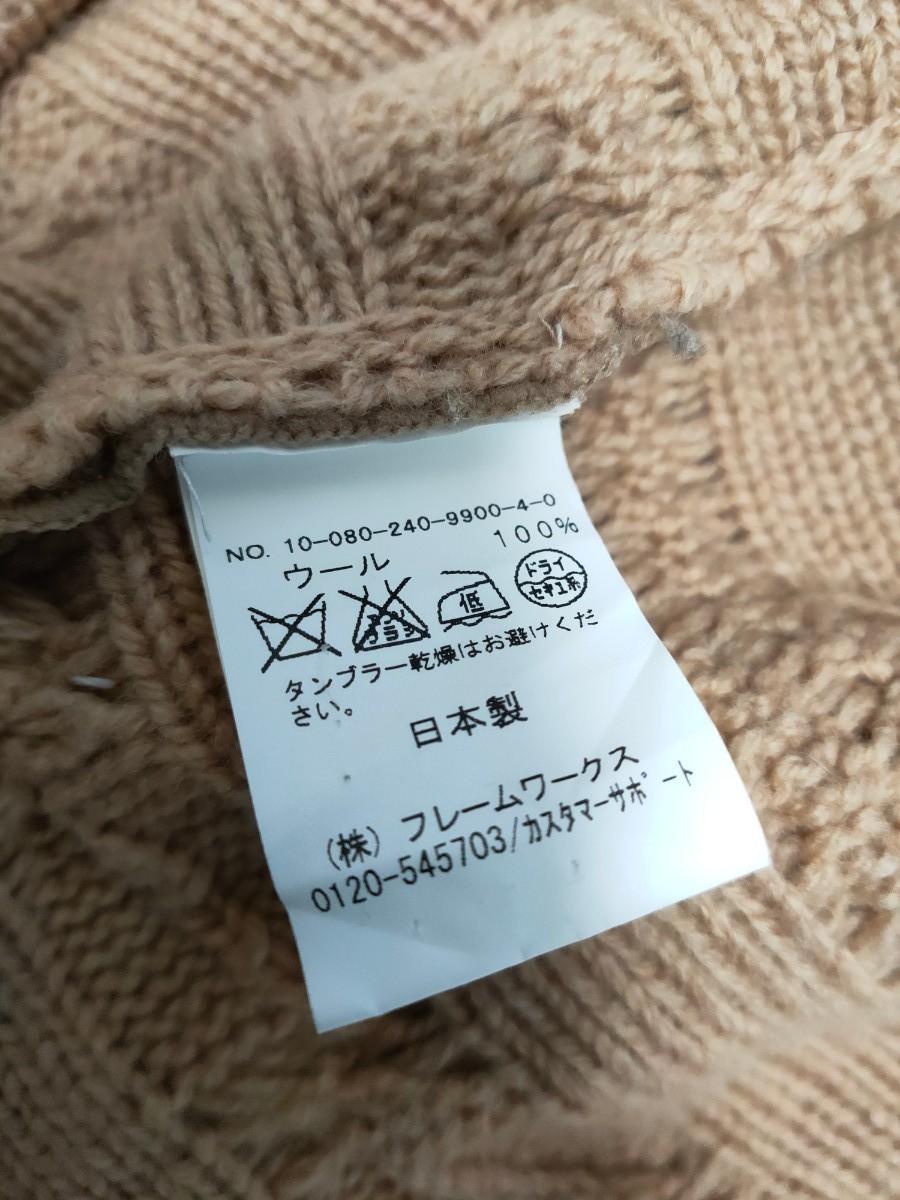 NO. 10-080-240-9900-4-0
ウール 100%
低
ドライ
セキユ系
タンブラー乾燥はお避けくだ
さい。
日本製
(株) フレームワークス
0120-545703/カスタマーサポート